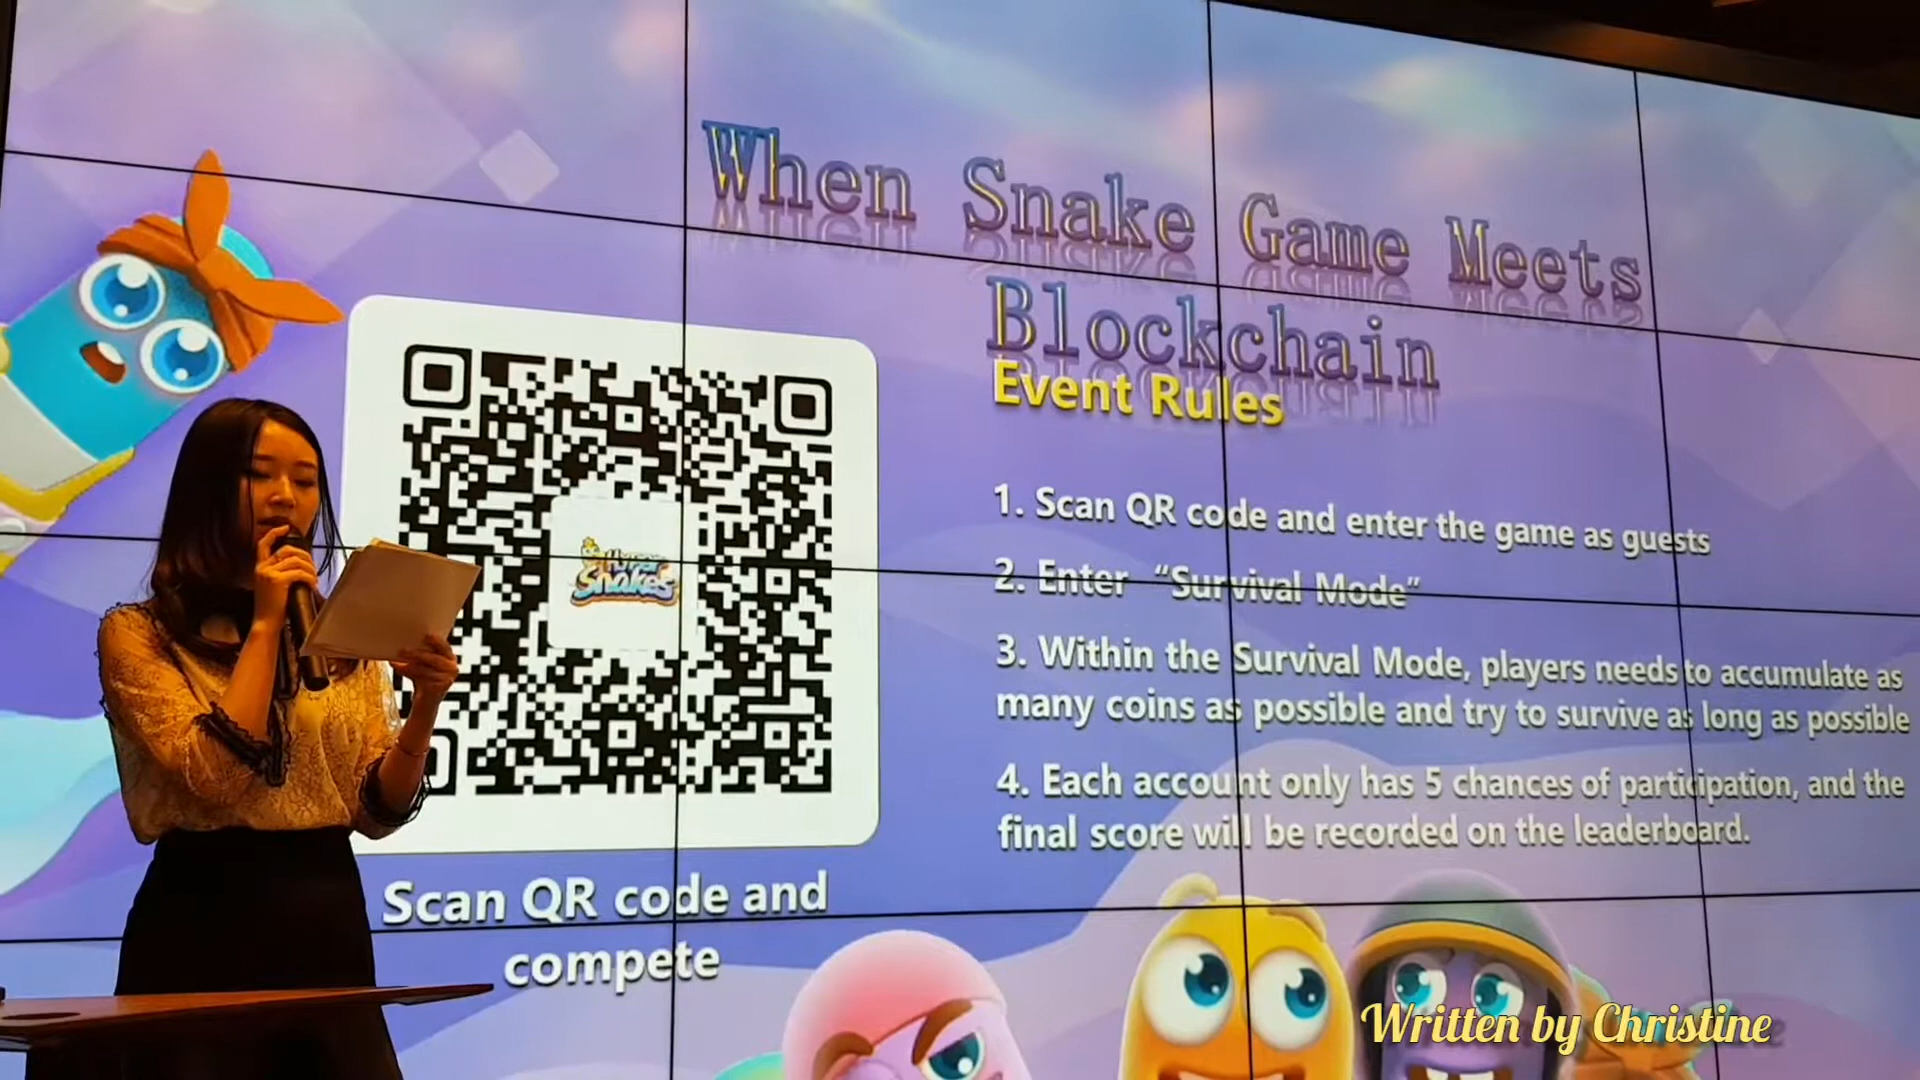 When Snake Game Meets
Blockchain
Event Rules
1. Scan QR code and enter the game as guests
2. Enter “Survival Mode”
3. Within the Survival Mode, players needs to accumulate as
many coins as possible and try to survive as long as possible
4. Each account only has 5 chances of participation, and the
final score will be recorded on the leaderboard.
Hyper
Snakes
Scan QR code and
compete
Written by Christine